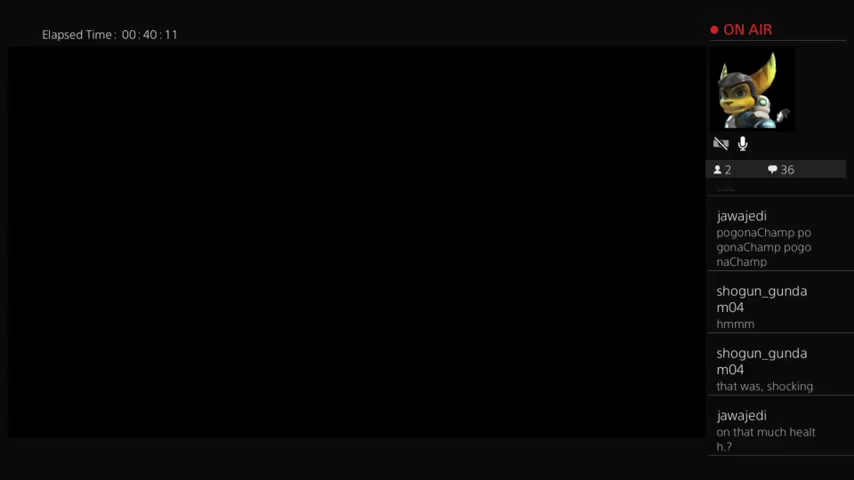 Elapsed Time: 00:40:11
ON AIR
2 36
jawajedi
pogonaChamp po
gonaChamp pogo
naChamp
shogun_gunda
m04
hmmm
shogun_gunda
m04
that was, shocking
jawajedi
on that much healt
h.?